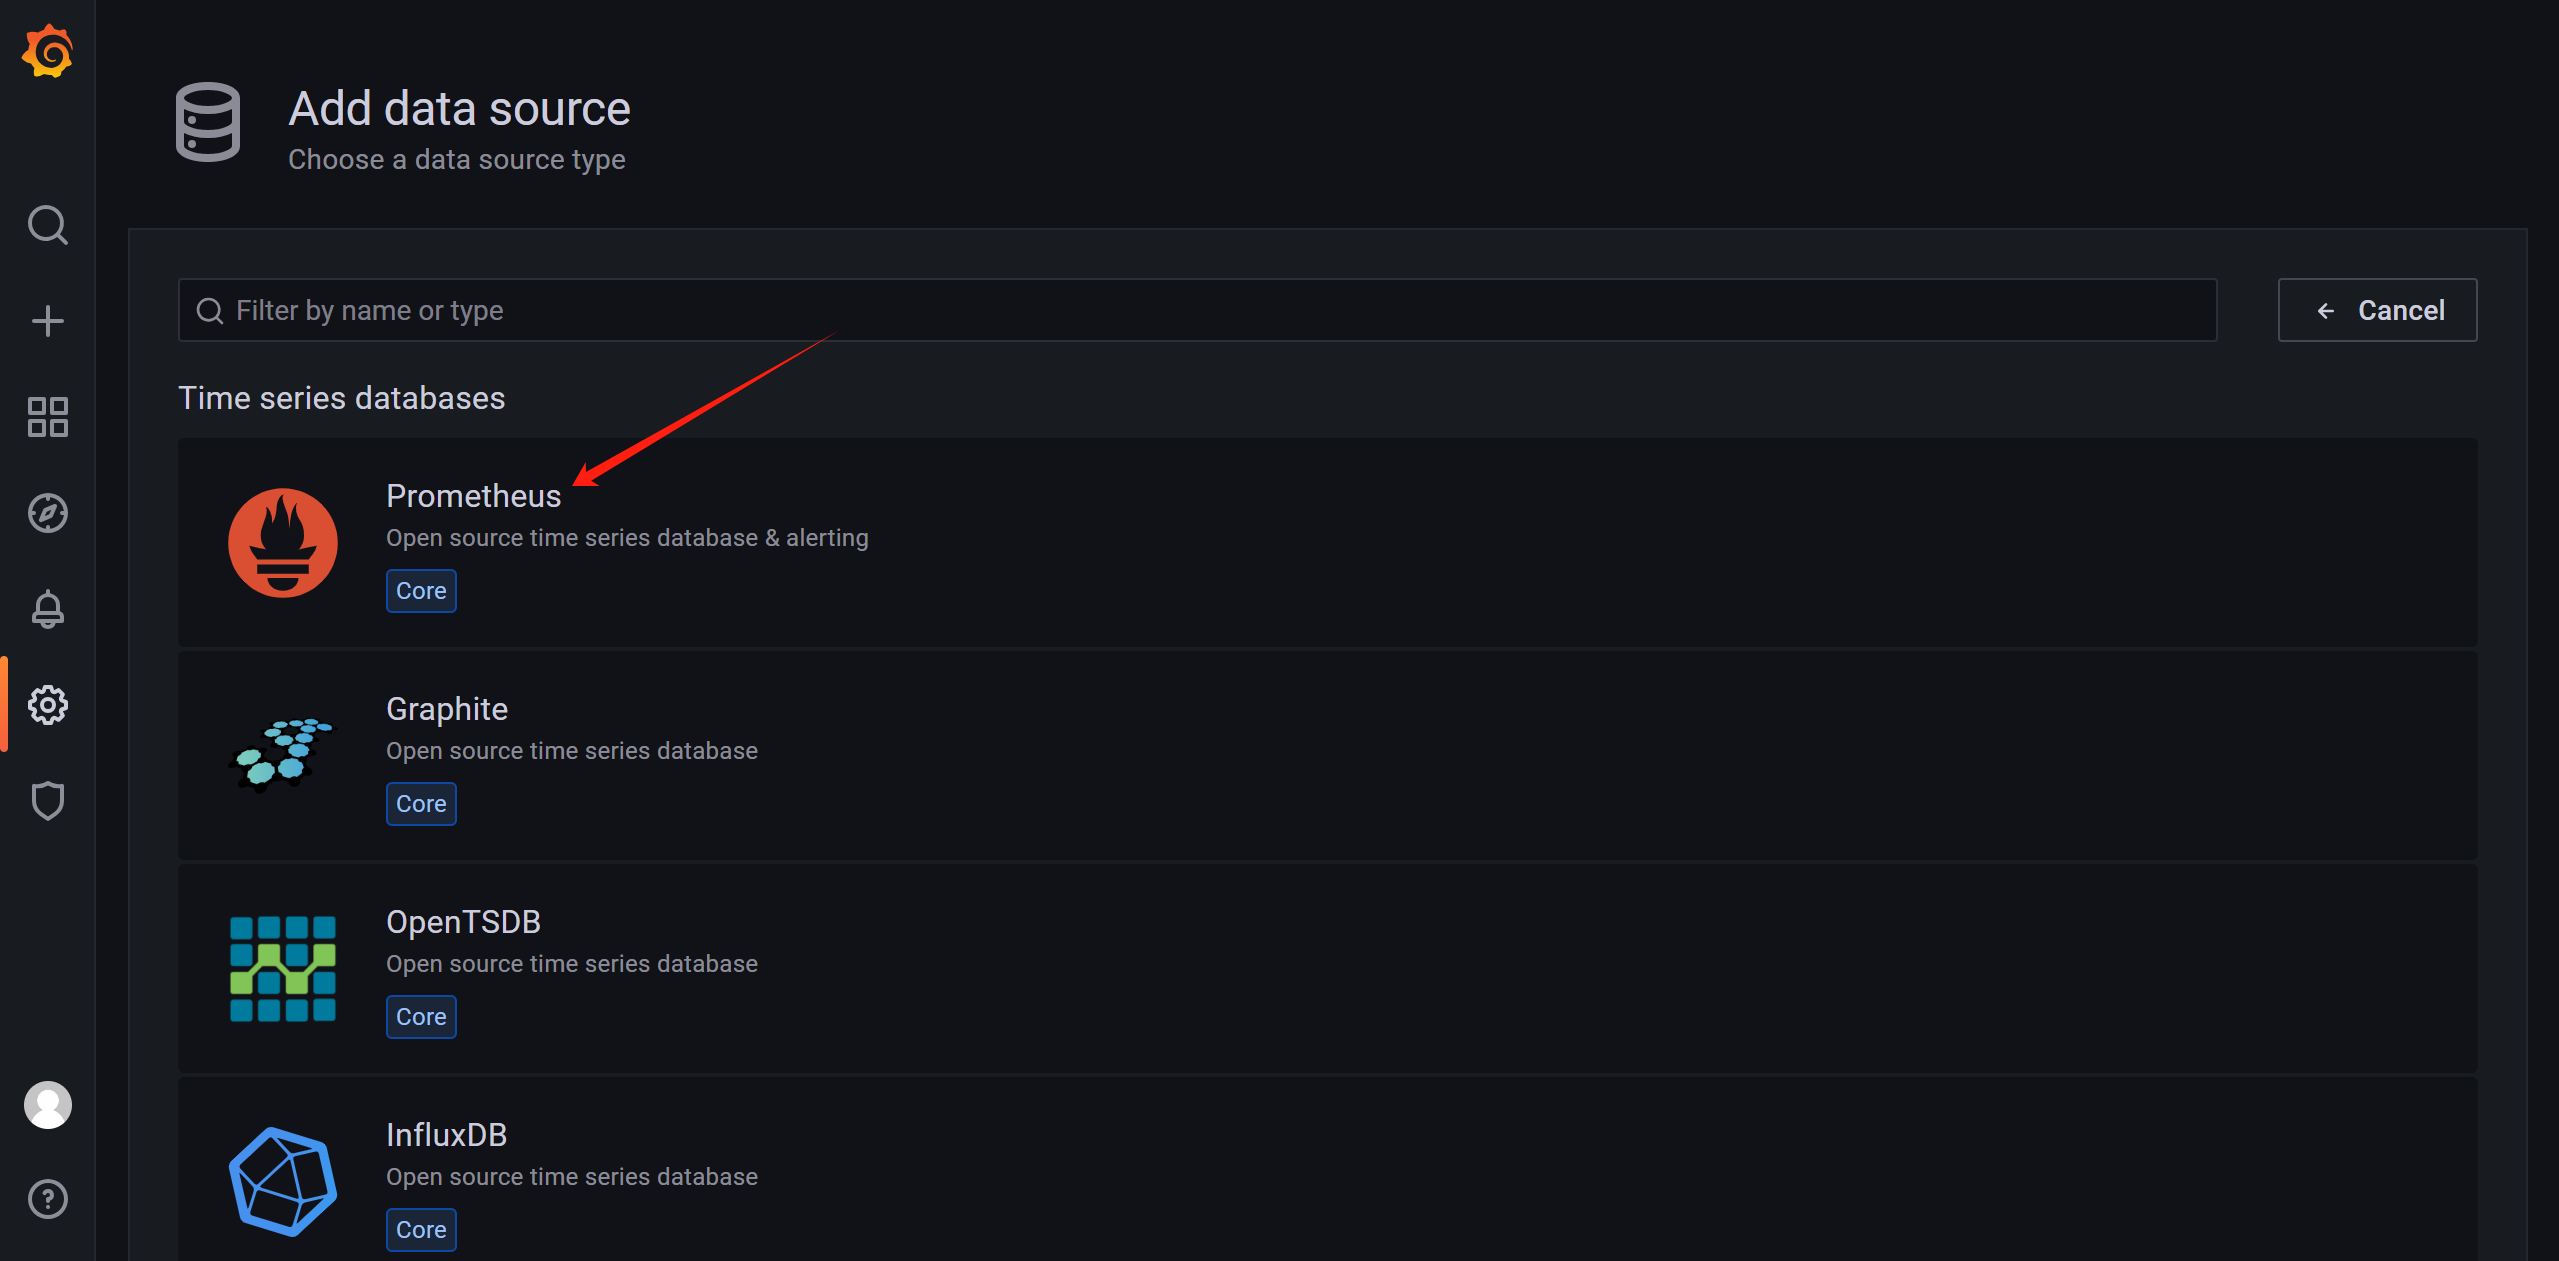 Add data source
Choose a data source type
Filter by name or type
Cancel
Time series databases
Prometheus
Open source time series database & alerting
Core
Graphite
Open source time series database
Core
OpenTSDB
Open source time series database
Core
InfluxDB
Open source time series database
Core